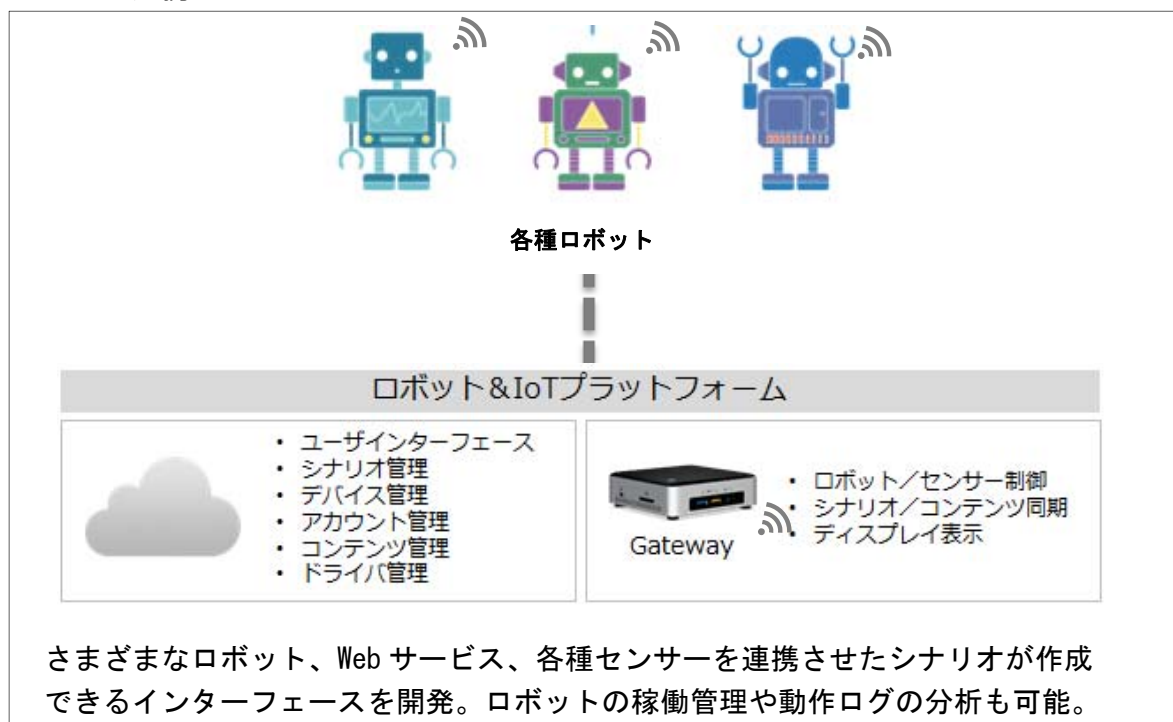 各種ロボット
ロボット＆IoTプラットフォーム
・ ユーザインターフェース
・ シナリオ管理
・ デバイス管理
・ アカウント管理
・ コンテンツ管理
・ ドライバ管理
Gateway
・ ロボット／センサー制御
・ シナリオ／コンテンツ同期
・ ディスプレイ表示
さまざまなロボット、Web サービス、各種センサーを連携させたシナリオが作成
できるインターフェースを開発。ロボットの稼働管理や動作ログの分析も可能。